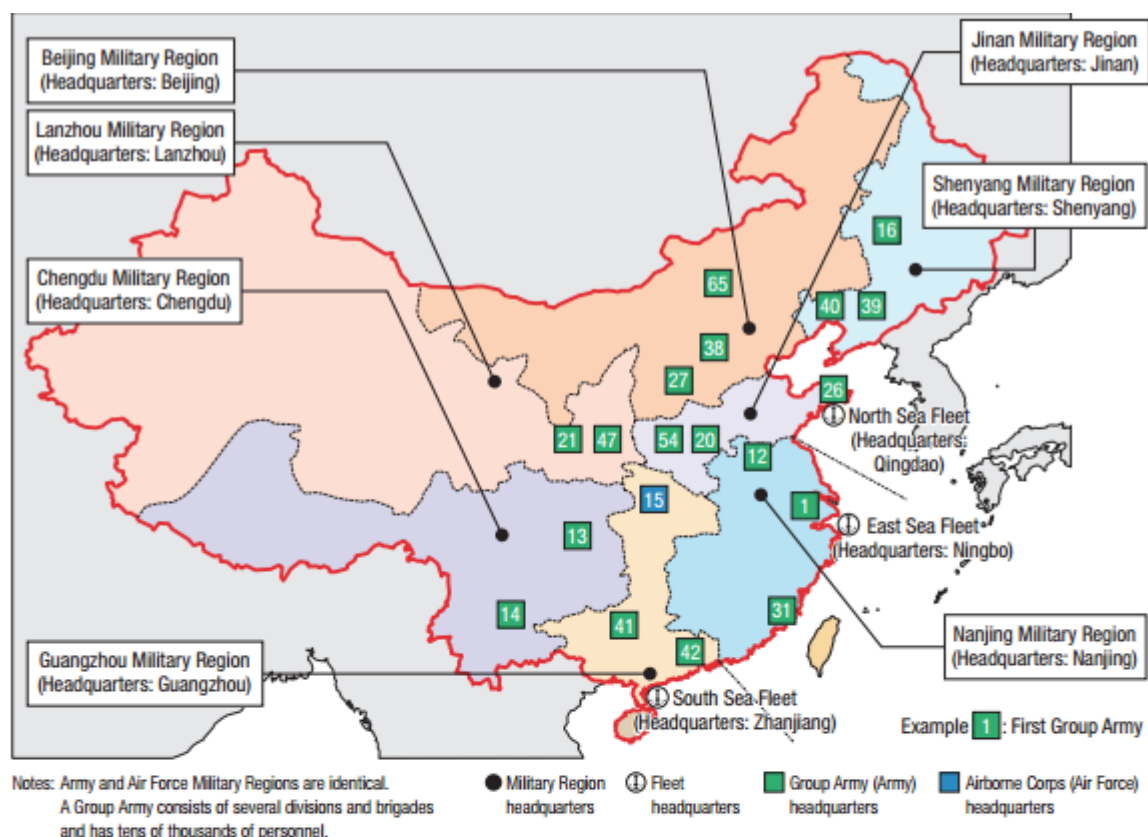 Beijing Military Region
(Headquarters: Beijing)
Jinan Military Region
(Headquarters: Jinan)
Lanzhou Military Region
(Headquarters: Lanzhou)
Shenyang Military Region
(Headquarters: Shenyang)
Chengdu Military Region
(Headquarters: Chengdu)
16
65
40
39
38
27
26
North Sea Fleet
(Headquarters:
Qingdao)
21
47
54
20
12
15
1
East Sea Fleet
(Headquarters: Ningbo)
13
14
41
31
42
Nanjing Military Region
(Headquarters: Nanjing)
Guangzhou Military Region
(Headquarters: Guangzhou)
South Sea Fleet
(Headquarters: Zhanjiang)
Example 1 : First Group Army
Notes: Army and Air Force Military Regions are identical.
A Group Army consists of several divisions and brigades
and has tens of thousands of personnel.
Military Region
headquarters
Fleet
headquarters
Group Army (Army)
headquarters
Airborne Corps (Air Force)
headquarters